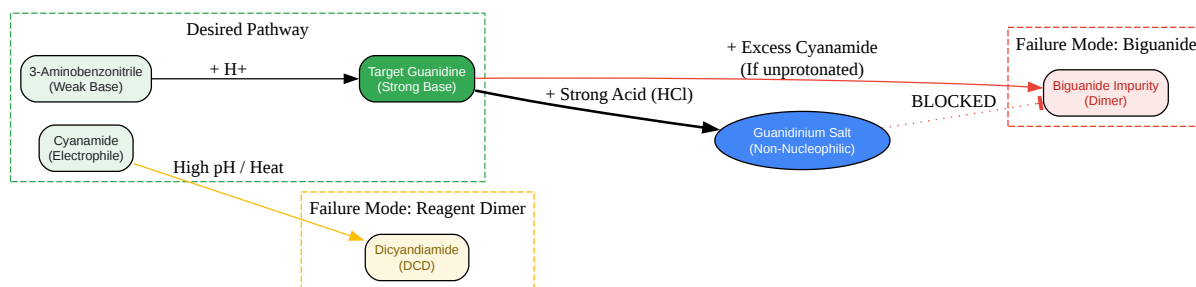 Desired Pathway
3-Aminobenzonitrile
(Weak Base)
+ H+
Target Guanidine
(Strong Base)
+ Excess Cyanamide
(If unprotonated)
Failure Mode: Biguanide
Biguanide Impurity
(Dimer)
+ Strong Acid (HCl)
BLOCKED
Guanidinium Salt
(Non-Nucleophilic)
Cyanamide
(Electrophile)
High pH / Heat
Failure Mode: Reagent Dimer
Dicyandiamide
(DCD)